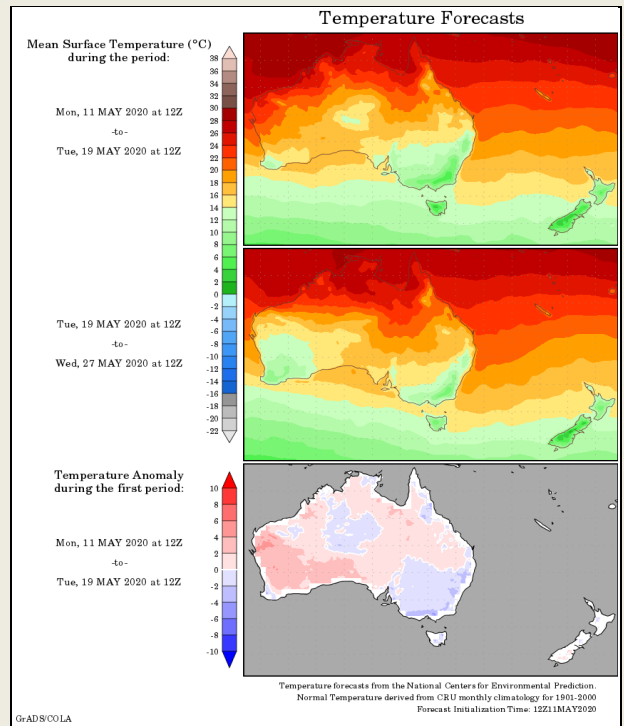 Temperature Forecasts
Mean Surface Temperature (°C)
during the period:
38
36
34
32
30
28
26
24
22
20
18
16
14
12
10
8
6
4
2
0
-2
-4
-6
-8
-10
-12
-14
-16
-18
-20
-22
Mon, 11 MAY 2020 at 12Z
-to-
Tue, 19 MAY 2020 at 12Z
Tue, 19 MAY 2020 at 12Z
-to-
Wed, 27 MAY 2020 at 12Z
Temperature Anomaly
during the first period:
10
8
6
4
2
0
-2
-4
-6
-8
-10
Mon, 11 MAY 2020 at 12Z
-to-
Tue, 19 MAY 2020 at 12Z
Temperature forecasts from the National Centers for Environmental Prediction.
Normal Temperature derived from CRU monthly climatology for 1901-2000
Forecast Initialization Time: 12Z11MAY2020
GrADS/COLA